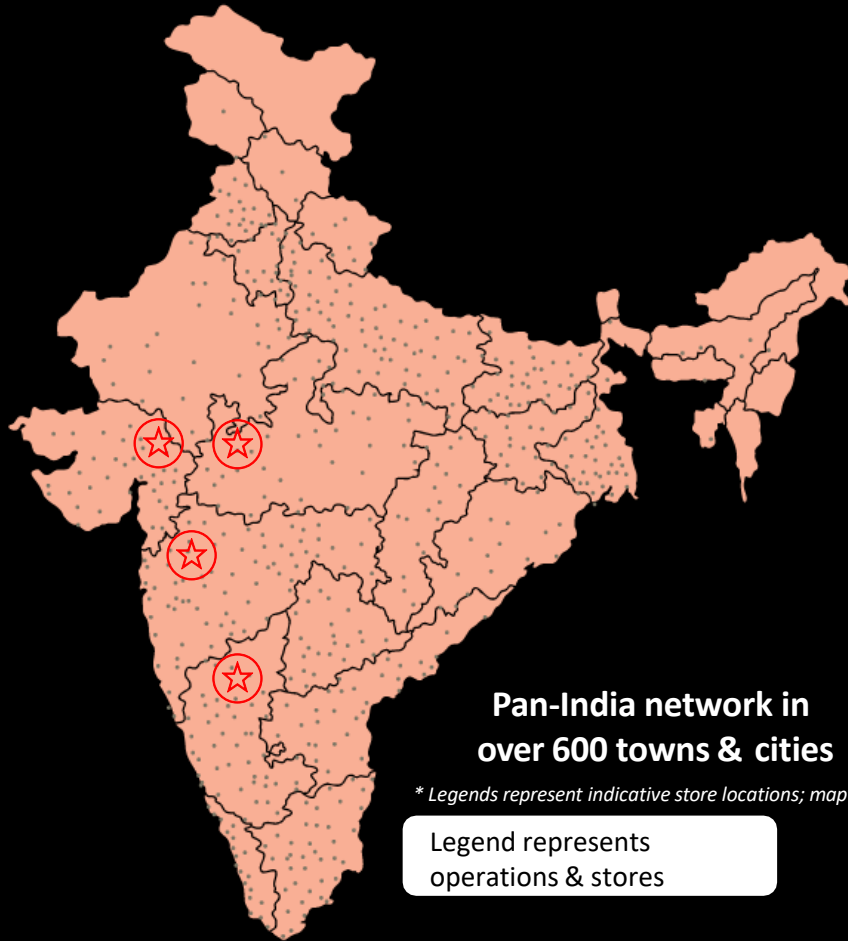 Pan-India network in
over 600 towns & cities
* Legends represent indicative store locations; map
Legend represents
operations & stores